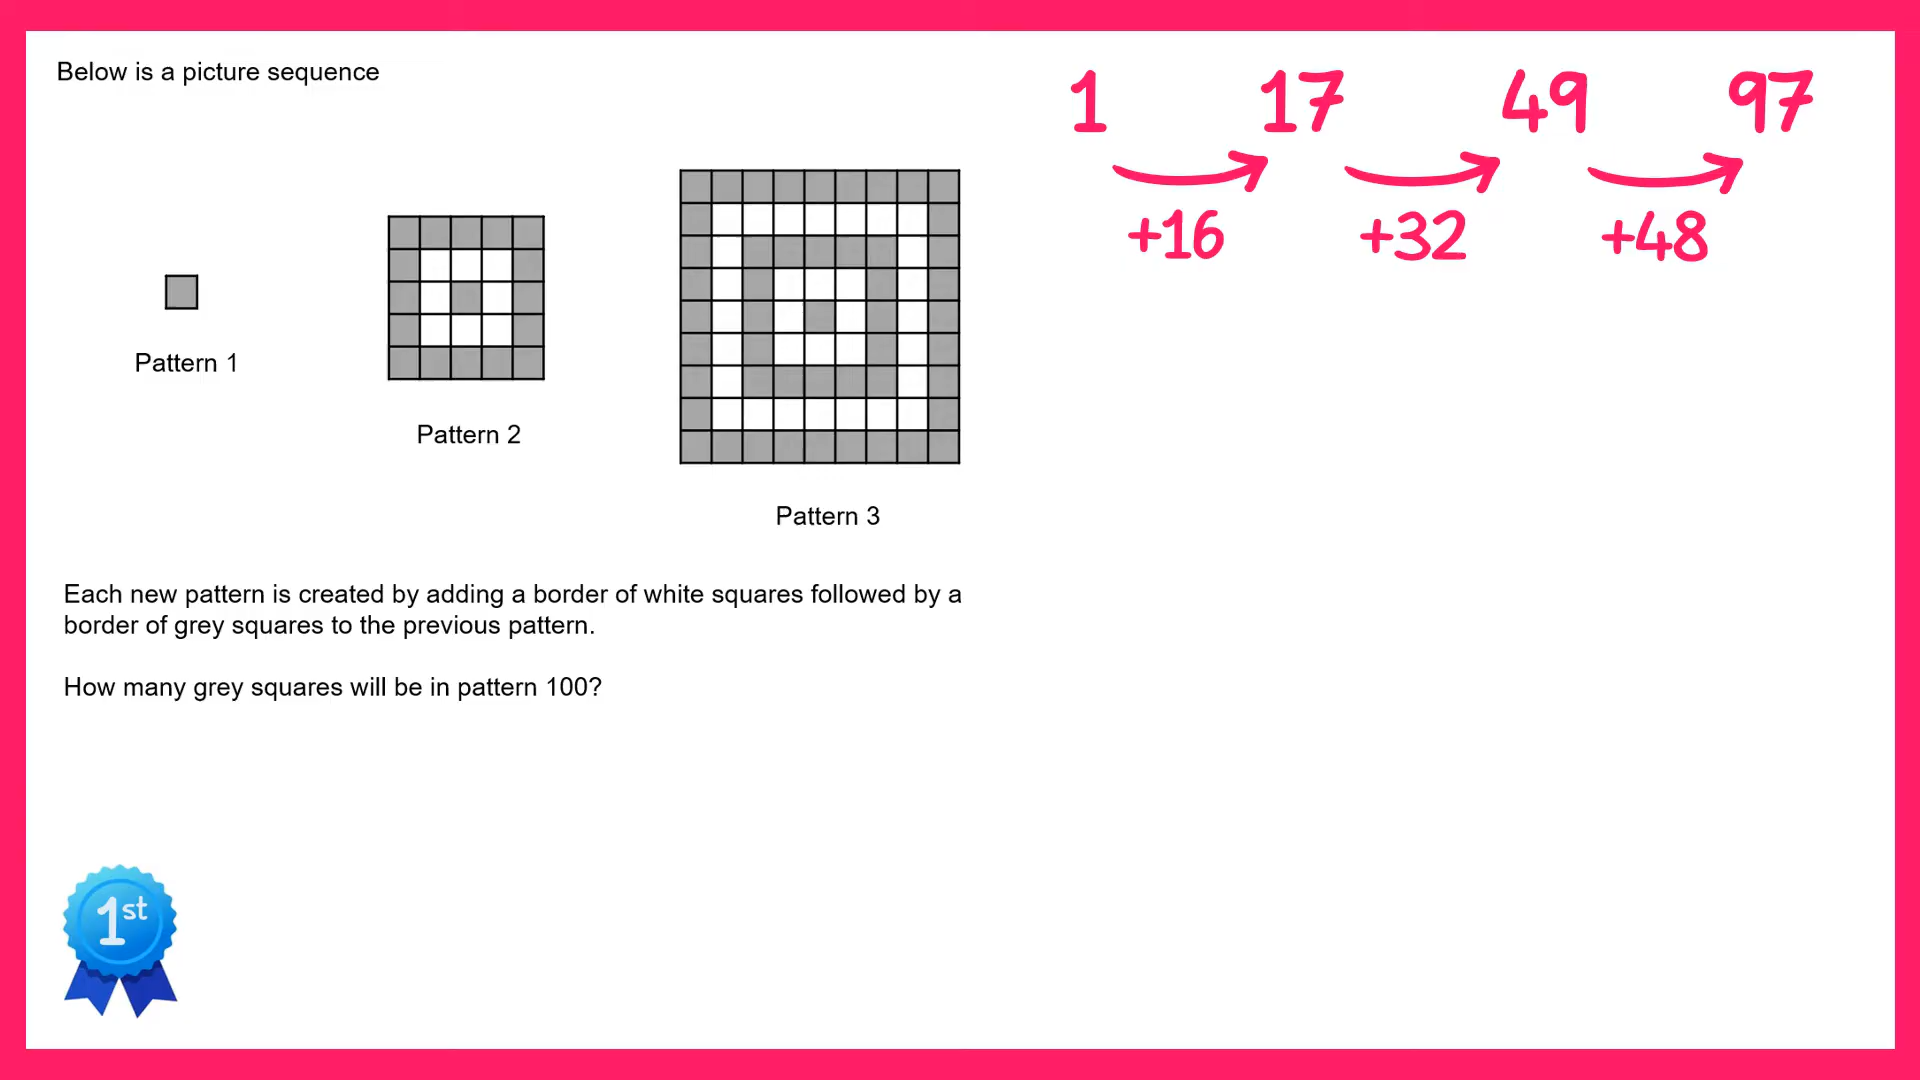 Below is a picture sequence
1 17 49 97
+16 +32 +48
Pattern 1
Pattern 2
Pattern 3
Each new pattern is created by adding a border of white squares followed by a
border of grey squares to the previous pattern.
How many grey squares will be in pattern 100?
1st